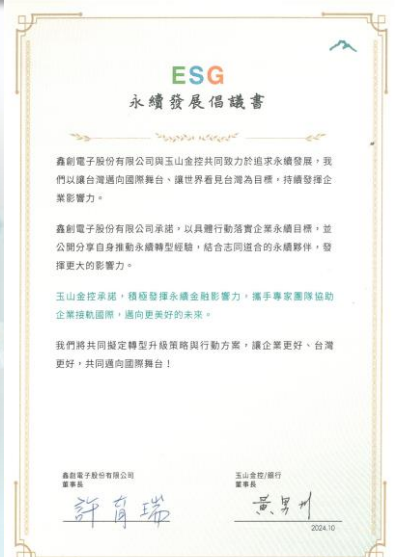 ESG
永續發展倡議書
鑫創電子股份有限公司與玉山金控共同致力於追求永續發展，我
們以讓台灣邁向國際舞台、讓世界看見台灣為目標，持續發揮企
業影響力。
鑫創電子股份有限公司承諾，以具體行動落實企業永續目標，並
公開分享自身推動永續轉型經驗，結合志同道合的永續夥伴，發
揮更大的影響力。
玉山金控承諾，積極發揮永續金融影響力，攜手專家團隊協助
企業接軌國際，邁向更美好的未來。
我們將共同擬定轉型升級策略與行動方案，讓企業更好、台灣
更好，共同邁向國際舞台！
鑫創電子股份有限公司
董事長
許育瑞
玉山金控/銀行
董事長
黃男州
2024.10